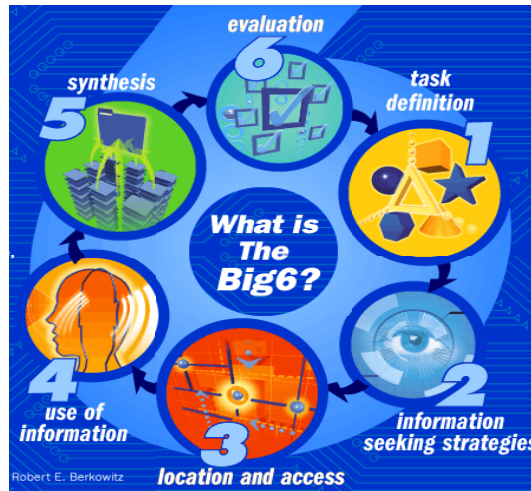 evaluation
6
synthesis
5
task
definition
1
What is
The
Big6?
4
use of
information
3
location and access
2
information
seeking strategies
Robert E. Berkowitz